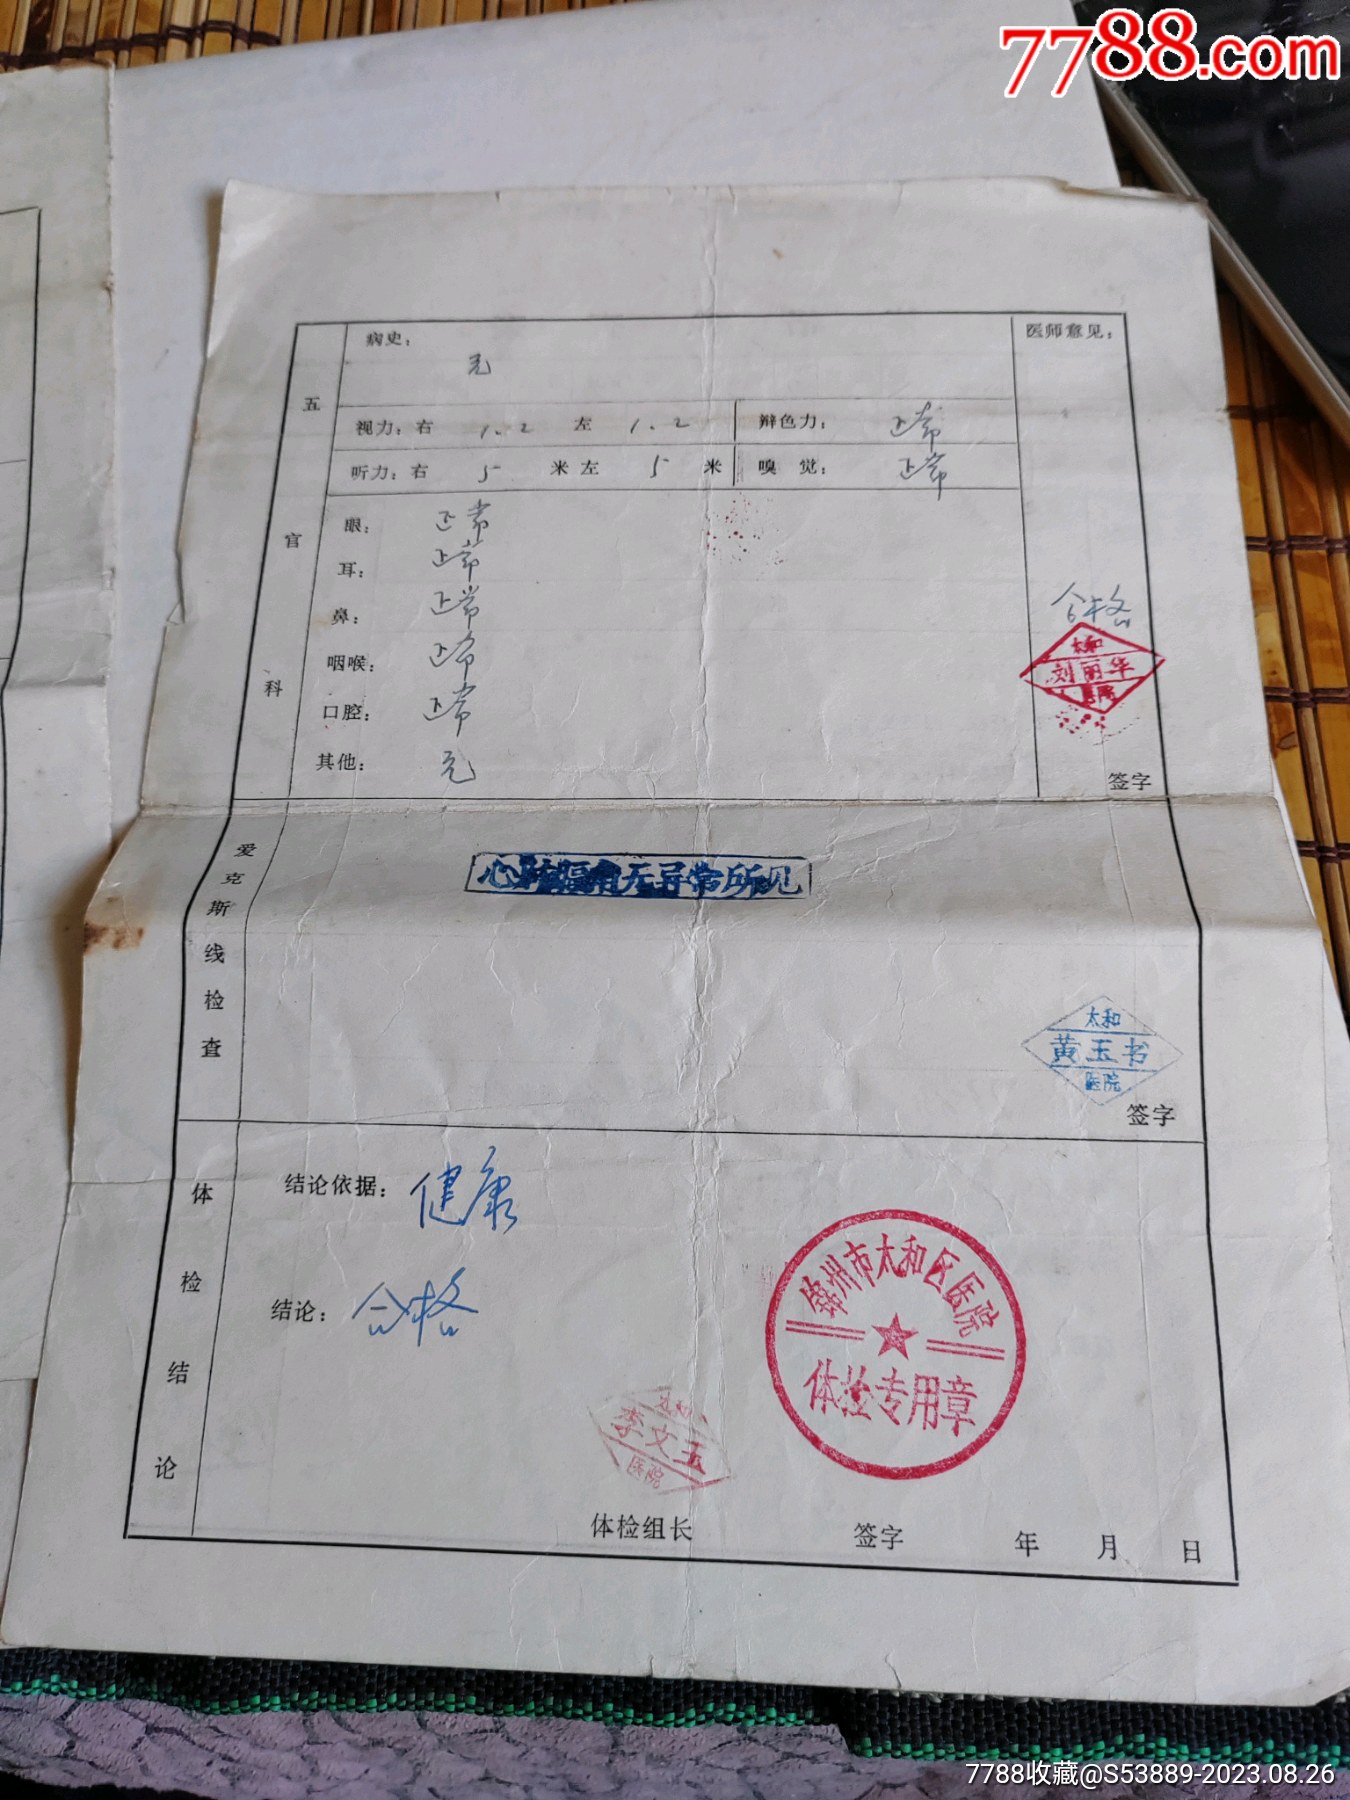 7788.com
病史: 无
医师意见:
五官科
视力: 右 1.2 左 1.2 辩色力: 正常
听力: 右 5 米 左 5 米 嗅觉: 正常
眼: 正常
耳: 正常
鼻: 正常
咽喉: 正常
口腔: 正常
其他: 无
合格
太和
刘丽华
医院
签字
爱克斯线检查
心肺膈无异常所见
太和
黄玉书
医院
签字
体检结论
结论依据: 健康
结论: 合格
锦州市太和区医院
体检专用章
太和
李文玉
医院
体检组长 签字 年 月 日
7788收藏@S53889-2023.08.26